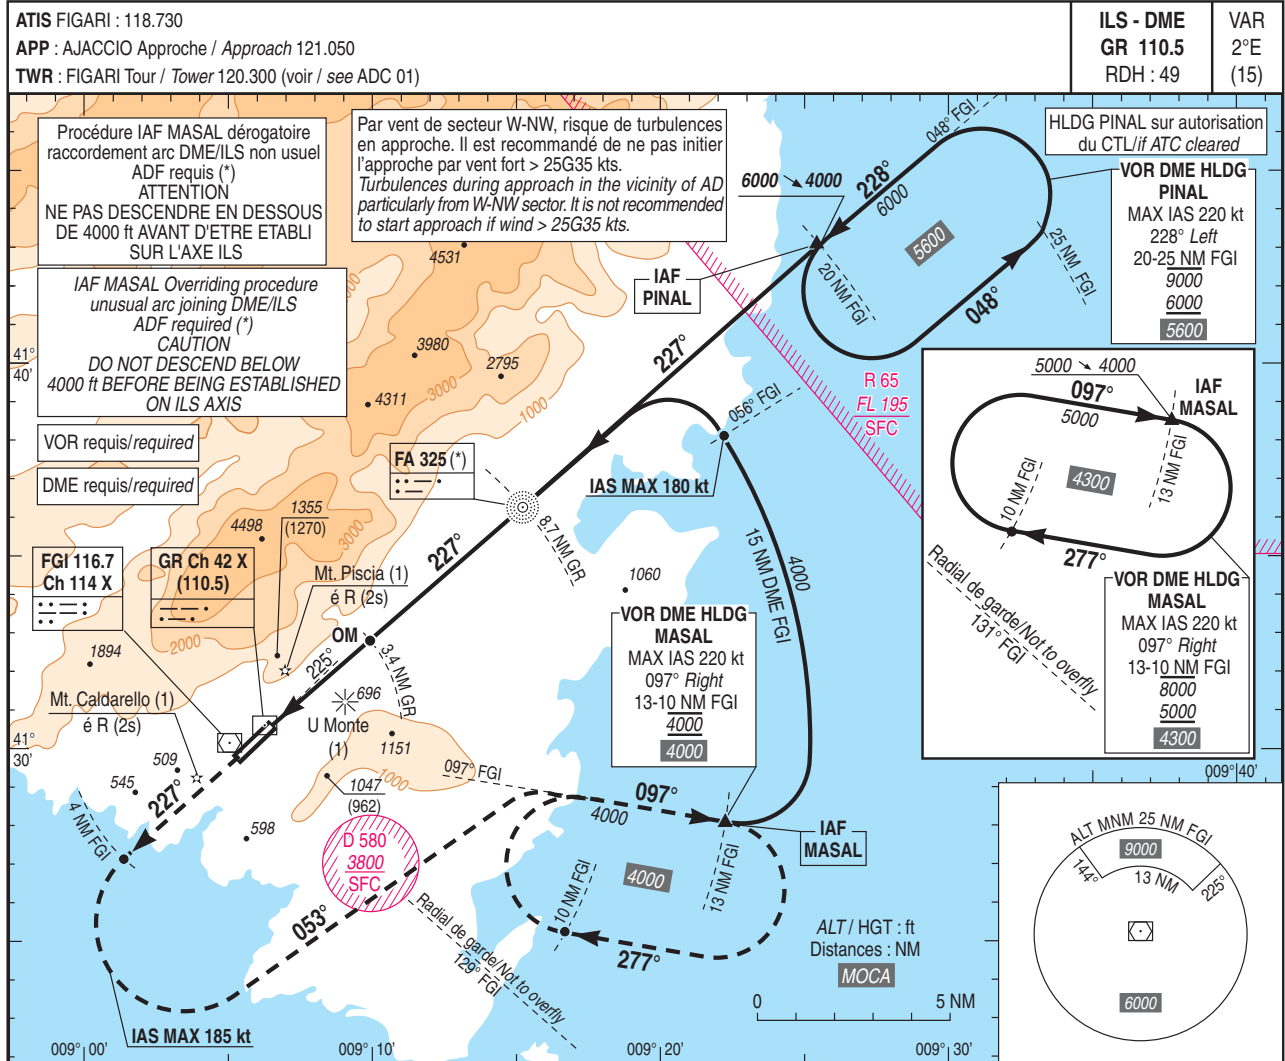 ATIS FIGARI : 118.730
APP : AJACCIO Approche / Approach 121.050
TWR : FIGARI Tour / Tower 120.300 (voir / see ADC 01)
ILS - DME
GR 110.5
RDH : 49
VAR
2°E
(15)
Procédure IAF MASAL dérogatoire
raccordement arc DME/ILS non usuel
ADF requis (*)
ATTENTION
NE PAS DESCENDRE EN DESSOUS
DE 4000 ft AVANT D'ETRE ETABLI
SUR L'AXE ILS
IAF MASAL Overriding procedure
unusual arc joining DME/ILS
ADF required (*)
CAUTION
DO NOT DESCEND BELOW
4000 ft BEFORE BEING ESTABLISHED
ON ILS AXIS
VOR requis/required
DME requis/required
Par vent de secteur W-NW, risque de turbulences
en approche. Il est recommandé de ne pas initier
l'approche par vent fort > 25G35 kts.
Turbulences during approach in the vicinity of AD
particularly from W-NW sector. It is not recommended
to start approach if wind > 25G35 kts.
HLDG PINAL sur autorisation
du CTL/if ATC cleared
VOR DME HLDG
PINAL
MAX IAS 220 kt
228° Left
20-25 NM FGI
9000
6000
5600
048° FGI
6000 4000
228°
6000
5600
20 NM FGI
25 NM FGI
048°
IAF
PINAL
227°
4531
3980
2795
4311
3000
1000
41°
40'
R 65
FL 195
SFC
056° FGI
IAS MAX 180 kt
FA 325 (*)
8.7 NM GR
227°
4000
15 NM DME FGI
5000 4000
097°
5000
IAF
MASAL
4300
10 NM FGI
13 NM FGI
277°
Radial de garde/Not to overfly
131° FGI
VOR DME HLDG
MASAL
MAX IAS 220 kt
097° Right
13-10 NM FGI
8000
5000
4300
1355
(1270)
4498
3000
FGI 116.7
Ch 114 X
GR Ch 42 X
(110.5)
Mt. Piscia (1)
é R (2s)
1060
OM
2000
225°
3.4 NM GR
1894
Mt. Caldarello (1)
é R (2s)
696
U Monte
(1)
1151
1000
VOR DME HLDG
MASAL
MAX IAS 220 kt
097° Right
13-10 NM FGI
4000
4000
41°
30'
509
545
227°
4 NM FGI
598
1047
(962)
097° FGI
097°
4000
IAF
MASAL
D 580
3800
SFC
4000
10 NM FGI
13 NM FGI
277°
053°
Radial de garde/Not to overfly
129° FGI
IAS MAX 185 kt
ALT / HGT : ft
Distances : NM
MOCA
0 5 NM
009° 40'
ALT MNM 25 NM FGI
9000
144°
13 NM
225°
6000
009° 00'
009° 10'
009° 20'
009° 30'